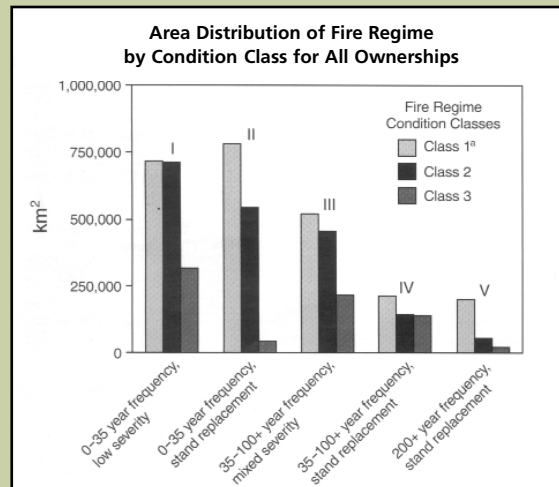 Area Distribution of Fire Regime
by Condition Class for All Ownerships
1,000,000
750,000
500,000
250,000
0
km²
I
II
III
IV
V
Fire Regime
Condition Classes
Class 1ª
Class 2
Class 3
0–35 year frequency,
low severity
0–35 year frequency,
stand replacement
35–100+ year frequency,
mixed severity
35–100+ year frequency,
stand replacement
200+ year frequency,
stand replacement